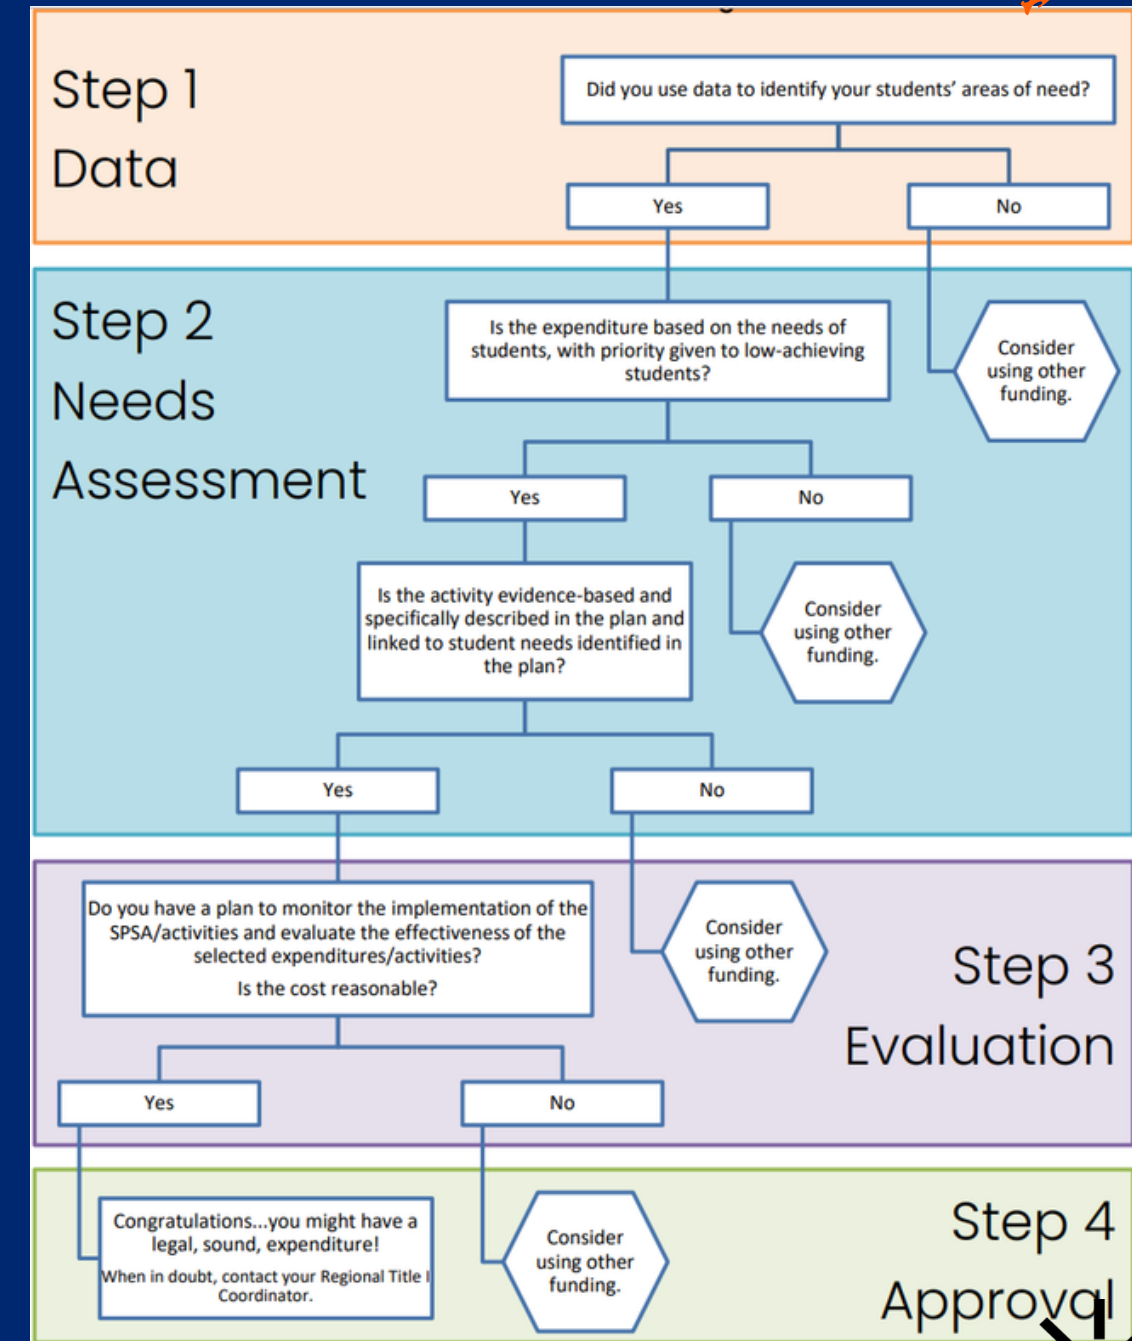 Step 1
Data
Did you use data to identify your students' areas of need?
Yes
No
Step 2
Needs
Assessment
Is the expenditure based on the needs of
students, with priority given to low-achieving
students?
Consider
using other
funding.
Yes
No
Is the activity evidence-based and
specifically described in the plan and
linked to student needs identified in
the plan?
Consider
using other
funding.
Yes
No
Do you have a plan to monitor the implementation of the
SPSA/activities and evaluate the effectiveness of the
selected expenditures/activities?
Is the cost reasonable?
Consider
using other
funding.
Step 3
Evaluation
Yes
No
Congratulations...you might have a
legal, sound, expenditure!
When in doubt, contact your Regional Title I
Coordinator.
Consider
using other
funding.
Step 4
Approval